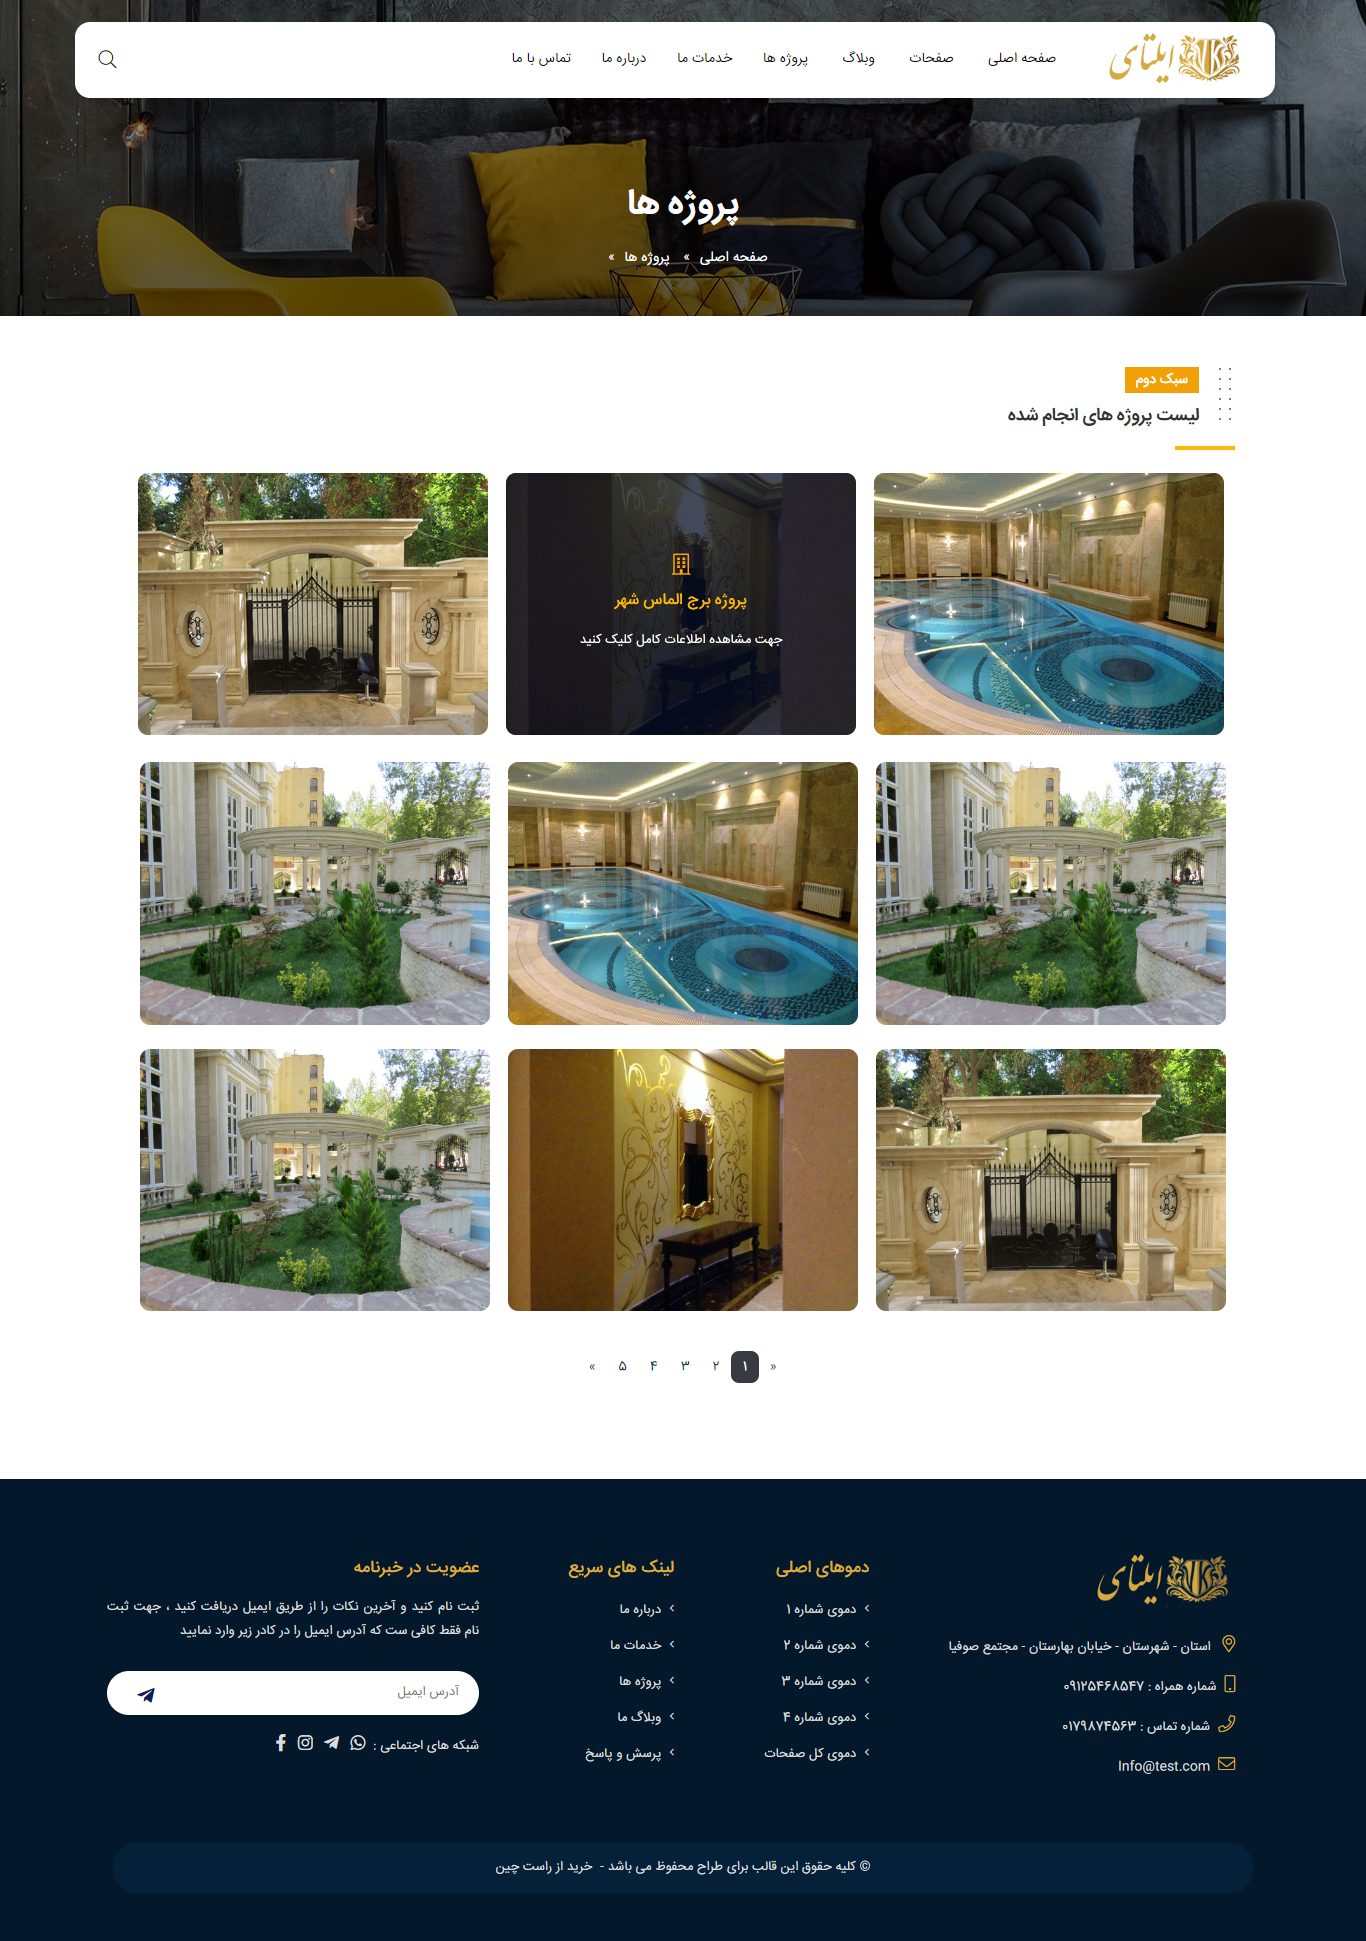 ایلتای
صفحه اصلی
صفحات
وبلاگ
پروژه ها
خدمات ما
درباره ما
تماس با ما
پروژه ها
صفحه اصلی » پروژه ها »
سبک دوم
لیست پروژه های انجام شده
پروژه برج الماس شهر
جهت مشاهده اطلاعات کامل کلیک کنید
« ۱ ۲ ۳ ۴ ۵ »
ایلتای
استان - شهرستان - خیابان بهارستان - مجتمع صوفیا
شماره همراه : ۰۹۱۲۵۴۶۸۵۴۷
شماره تماس : ۰۱۷۹۸۷۴۵۶۳
Info@test.com
دموهای اصلی
دموی شماره ۱
دموی شماره ۲
دموی شماره ۳
دموی شماره ۴
دموی کل صفحات
لینک های سریع
درباره ما
خدمات ما
پروژه ها
وبلاگ ما
پرسش و پاسخ
عضویت در خبرنامه
ثبت نام کنید و آخرین نکات را از طریق ایمیل دریافت کنید ، جهت ثبت
نام فقط کافی ست که آدرس ایمیل را در کادر زیر وارد نمایید
آدرس ایمیل
شبکه های اجتماعی :
© کلیه حقوق این قالب برای طراح محفوظ می باشد - خرید از راست چین